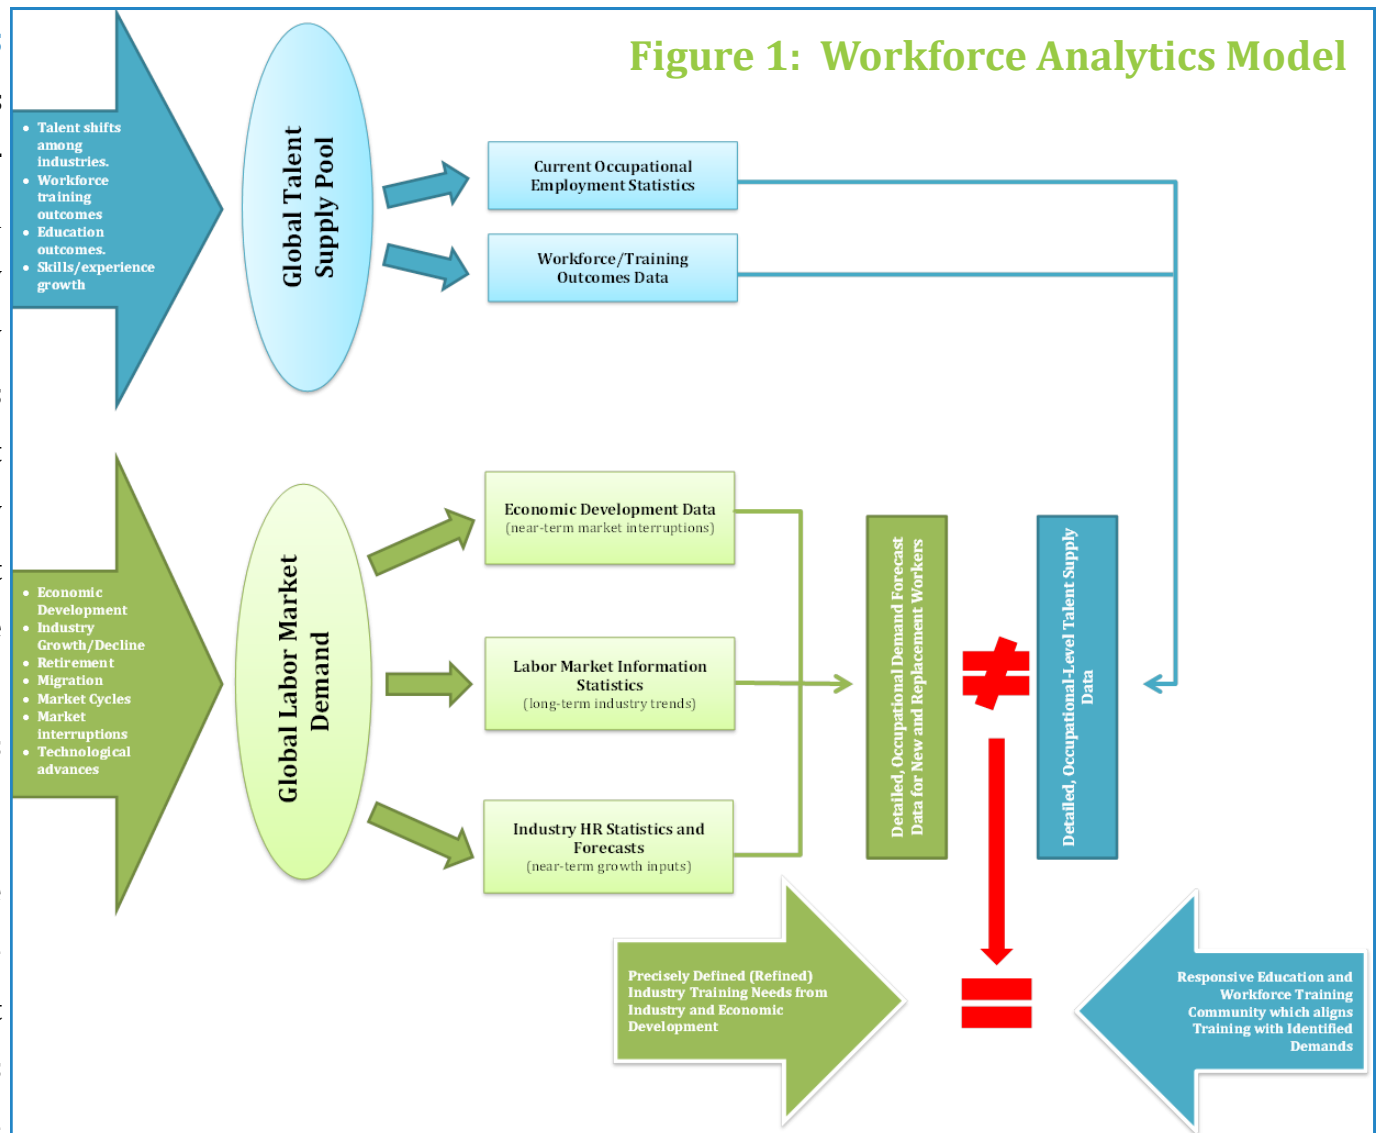 Figure 1:  Workforce Analytics Model
• Talent shifts
among
industries.
• Workforce
training
outcomes
• Education
outcomes.
• Skills/experience
growth
Global Talent
Supply Pool
Current Occupational
Employment Statistics
Workforce/Training
Outcomes Data
• Economic
Development
• Industry
Growth/Decline
• Retirement
• Migration
• Market Cycles
• Market
interruptions
• Technological
advances
Global Labor Market
Demand
Economic Development Data
(near-term market interruptions)
Labor Market Information
Statistics
(long-term industry trends)
Industry HR Statistics and
Forecasts
(near-term growth inputs)
Detailed, Occupational Demand Forecast
Data for New and Replacement Workers
≠
Detailed, Occupational-Level Talent Supply
Data
Precisely Defined (Refined)
Industry Training Needs from
Industry and Economic
Development
=
Responsive Education and
Workforce Training
Community which aligns
Training with Identified
Demands